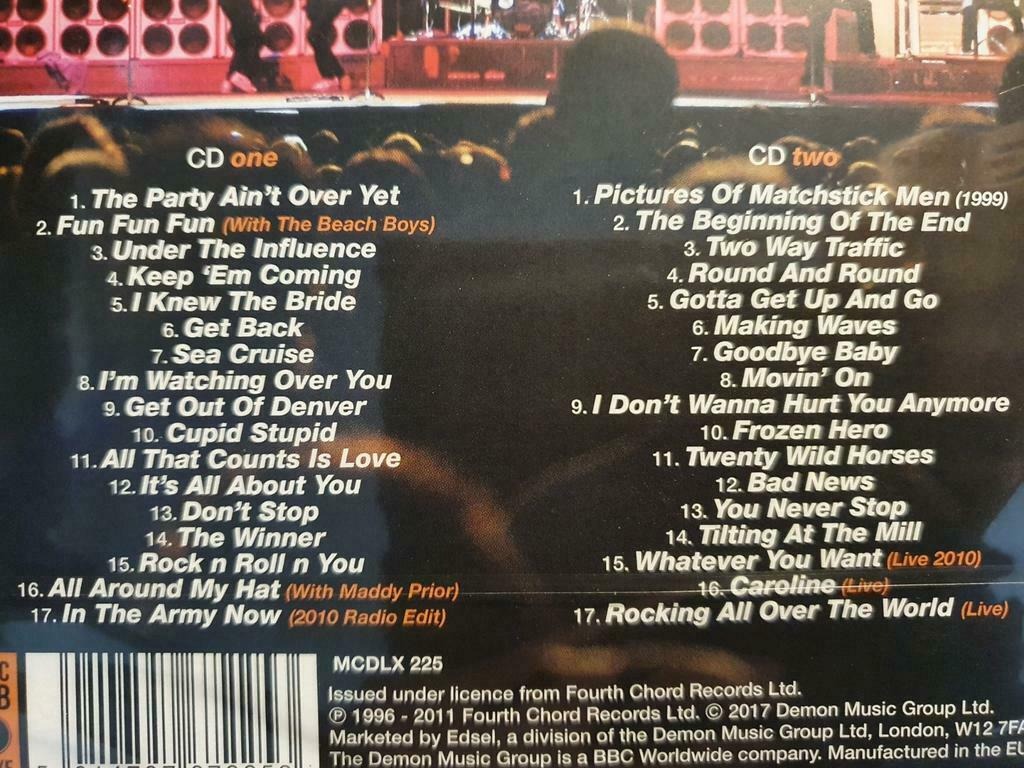 CD one
1. The Party Ain't Over Yet
2. Fun Fun Fun (With The Beach Boys)
3. Under The Influence
4. Keep 'Em Coming
5. I Knew The Bride
6. Get Back
7. Sea Cruise
8. I'm Watching Over You
9. Get Out Of Denver
10. Cupid Stupid
11. All That Counts Is Love
12. It's All About You
13. Don't Stop
14. The Winner
15. Rock n Roll n You
16. All Around My Hat (With Maddy Prior)
17. In The Army Now (2010 Radio Edit)
CD two
1. Pictures Of Matchstick Men (1999)
2. The Beginning Of The End
3. Two Way Traffic
4. Round And Round
5. Gotta Get Up And Go
6. Making Waves
7. Goodbye Baby
8. Movin' On
9. I Don't Wanna Hurt You Anymore
10. Frozen Hero
11. Twenty Wild Horses
12. Bad News
13. You Never Stop
14. Tilting At The Mill
15. Whatever You Want (Live 2010)
16. Caroline (Live)
17. Rocking All Over The World (Live)
MCDLX 225
Issued under licence from Fourth Chord Records Ltd.
℗ 1996 - 2011 Fourth Chord Records Ltd. © 2017 Demon Music Group Ltd.
Marketed by Edsel, a division of the Demon Music Group Ltd, London, W12 7FA
The Demon Music Group is a BBC Worldwide company. Manufactured in the EU